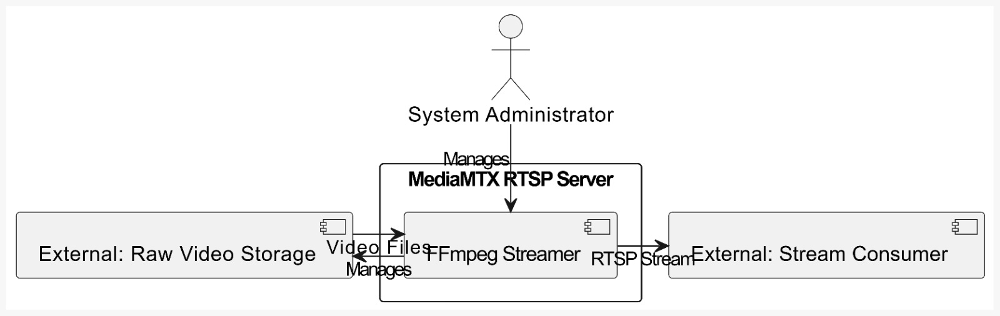 System Administrator
Manages
MediaMTX RTSP Server
External: Raw Video Storage
Video Files
Manages
FFmpeg Streamer
RTSP Stream
External: Stream Consumer